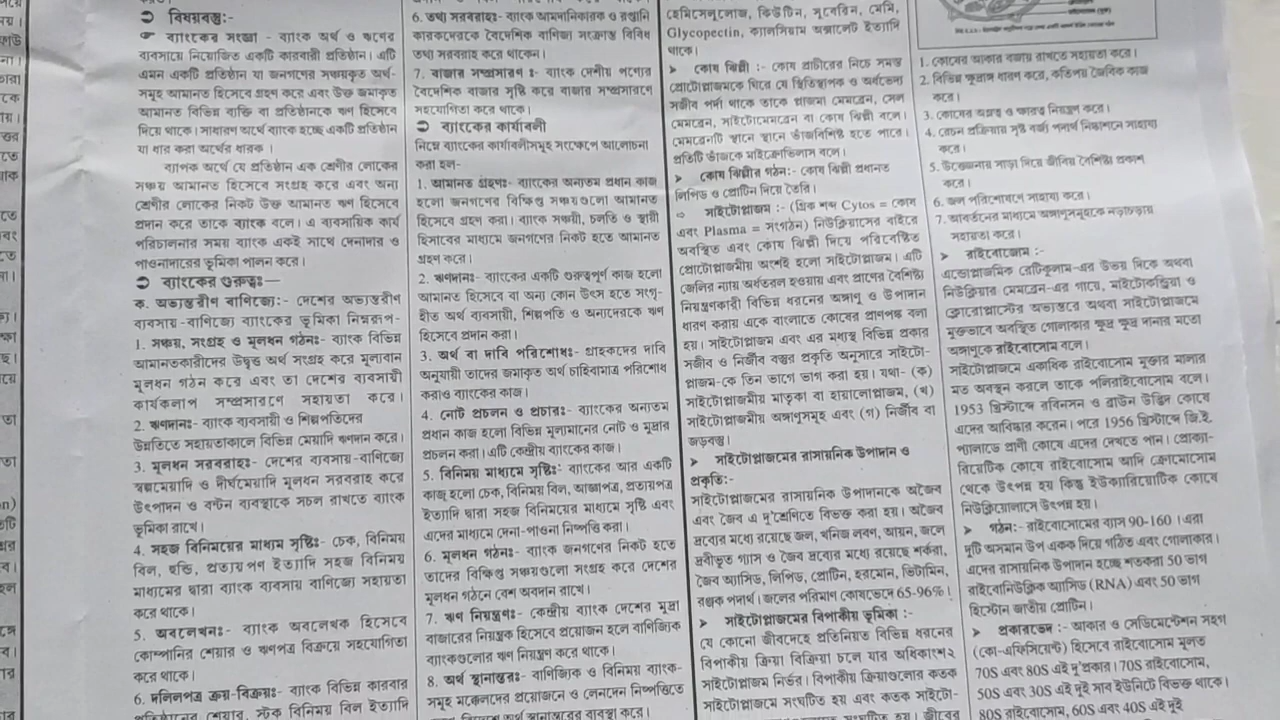 ➲ বিষয়বস্তু:-
☛ ব্যাংকের সংজ্ঞা - ব্যাংক অর্থ ও ঋণের
ব্যবসায়ে নিয়োজিত একটি কারবারী প্রতিষ্ঠান। এটি
এমন একটি প্রতিষ্ঠান যা জনগণের সঞ্চয়কৃত অর্থ-
সমূহ আমানত হিসেবে গ্রহণ করে এবং উক্ত জমাকৃত
আমানত বিভিন্ন ব্যক্তি বা প্রতিষ্ঠানকে ঋণ হিসেবে
দিয়ে থাকে। সাধারণ অর্থে ব্যাংক হচ্ছে একটি প্রতিষ্ঠান
যা ধার করা অর্থের ধারক ।
ব্যাপক অর্থে যে প্রতিষ্ঠান এক শ্রেণীর লোকের
সঞ্চয় আমানত হিসেবে সংগ্রহ করে এবং অন্য
শ্রেণীর লোকের নিকট উক্ত আমানত ঋণ হিসেবে
প্রদান করে তাকে ব্যাংক বলে। এ ব্যবসায়িক কার্য
পরিচালনার সময় ব্যাংক একই সাথে দেনাদার ও
পাওনাদারের ভূমিকা পালন করে।
➲ ব্যাংকের গুরুত্বঃ—
ক. অভ্যন্তরীণ বাণিজ্যে:- দেশের অভ্যন্তরীণ
ব্যবসায়-বাণিজ্যে ব্যাংকের ভূমিকা নিম্নরূপ-
1. সঞ্চয়, সংগ্রহ ও মূলধন গঠনঃ- ব্যাংক বিভিন্ন
আমানতকারীদের উদ্বৃত্ত অর্থ সংগ্রহ করে মূল্যবান
মূলধন গঠন করে এবং তা দেশের ব্যবসায়ী
কার্যকলাপ সম্প্রসারণে সহায়তা করে।
2. ঋণদানঃ- ব্যাংক ব্যবসায়ী ও শিল্পপতিদের
উন্নতিতে সহায়তাকালে বিভিন্ন মেয়াদি ঋণদান করে।
3. মূলধন সরবরাহঃ- দেশের ব্যবসায়-বাণিজ্যে
স্বল্পমেয়াদি ও দীর্ঘমেয়াদি মূলধন সরবরাহ করে
উৎপাদন ও বণ্টন ব্যবস্থাকে সচল রাখতে ব্যাংক
ভূমিকা রাখে।
4. সহজ বিনিময়ের মাধ্যম সৃষ্টিঃ- চেক, বিনিময়
বিল, হুন্ডি, প্রত্যয়পণ ইত্যাদি সহজ বিনিময়
মাধ্যমের দ্বারা ব্যাংক ব্যবসায় বাণিজ্যে সহায়তা
করে থাকে।
5. অবলেখনঃ- ব্যাংক অবলেখক হিসেবে
কোম্পানির শেয়ার ও ঋণপত্র বিক্রয়ে সহযোগিতা
করে থাকে।
6. দলিলপত্র ক্রয়-বিক্রয়ঃ- ব্যাংক বিভিন্ন কারবার
প্রতিষ্ঠানের শেয়ার, স্টক বিনিময় বিল ইত্যাদি
6. তথ্য সরবরাহঃ- ব্যাংক আমদানিকারক ও রপ্তানি
কারকদেরকে বৈদেশিক বাণিজ্য সংক্রান্ত বিবিধ
তথ্য সরবরাহ করে থাকেন।
7. বাজার সম্প্রসারণ ঃ- ব্যাংক দেশীয় পণ্যের
বৈদেশিক বাজার সৃষ্টি করে বাজার সম্প্রসারণে
সহযোগিতা করে থাকে।
➲ ব্যাংকের কার্যাবলী
নিম্নে ব্যাংকের কার্যাবলীসমূহ সংক্ষেপে আলোচনা
করা হল-
1. আমানত গ্রহণঃ- ব্যাংকের অন্যতম প্রধান কাজ
হলো জনগণের বিক্ষিপ্ত সঞ্চয়গুলো আমানত
হিসেবে গ্রহণ করা। ব্যাংক সঞ্চয়ী, চলতি ও স্থায়ী
হিসাবের মাধ্যমে জনগণের নিকট হতে আমানত
গ্রহণ করে।
2. ঋণদানঃ- ব্যাংকের একটি গুরুত্বপূর্ণ কাজ হলো
আমানত হিসেবে বা অন্য কোন উৎস হতে সংগৃ-
হীত অর্থ ব্যবসায়ী, শিল্পপতি ও অন্যদেরকে ঋণ
হিসেবে প্রদান করা।
3. অর্থ বা দাবি পরিশোধঃ- গ্রাহকদের দাবি
অনুযায়ী তাদের জমাকৃত অর্থ চাহিবামাত্র পরিশোধ
করাও ব্যাংকের কাজ।
4. নোট প্রচলন ও প্রচারঃ- ব্যাংকের অন্যতম
প্রধান কাজ হলো বিভিন্ন মূল্যমানের নোট ও মুদ্রার
প্রচলন করা। এটি কেন্দ্রীয় ব্যাংকের কাজ।
5. বিনিময় মাধ্যমে সৃষ্টিঃ- ব্যাংকের আর একটি
কাজ হলো চেক, বিনিময় বিল, আজ্ঞাপত্র, প্রত্যয়পত্র
ইত্যাদি দ্বারা সহজ বিনিময়ের মাধ্যমে সৃষ্টি এবং
এদের মাধ্যমে দেনা-পাওনা নিষ্পত্তি করা।
6. মূলধন গঠনঃ- ব্যাংক জনগণের নিকট হতে
তাদের বিক্ষিপ্ত সঞ্চয়গুলো সংগ্রহ করে দেশের
মূলধন গঠনে বেশ অবদান রাখে।
7. ঋণ নিয়ন্ত্রণঃ- কেন্দ্রীয় ব্যাংক দেশের মুদ্রা
বাজারের নিয়ন্ত্রক হিসেবে প্রয়োজন হলে বাণিজ্যিক
ব্যাংকগুলোর ঋণ নিয়ন্ত্রণ করে থাকে।
8. অর্থ স্থানান্তরঃ- বাণিজ্যিক ও বিনিময় ব্যাংক-
সমূহ মক্কেলদের প্রয়োজনে ও লেনদেন নিষ্পত্তিতে
অর্থ স্থানান্তরের ব্যবস্থা করে।
হেমিসেলুলোজ, কিউটিন, সুবেরিন, মোম,
Glycopectin, ক্যালসিয়াম অক্সালেট ইত্যাদি
থাকে।
➤ কোষ ঝিল্লী :- কোষ প্রাচীরের নিচে সমস্ত
প্রোটোপ্লাজমকে ঘিরে যে স্থিতিস্থাপক ও অর্ধভেদ্য
সজীব পর্দা থাকে তাকে প্লাজমা মেমব্রেন, সেল
মেমব্রেন, সাইটোমেমব্রেন বা কোষ ঝিল্লী বলে।
মেমব্রেনটি স্থানে স্থানে ভাঁজবিশিষ্ট হতে পারে।
প্রতিটি ভাঁজকে মাইক্রোভিলাস বলে।
➤ কোষ ঝিল্লীর গঠন:- কোষ ঝিল্লী প্রধানত
লিপিড ও প্রোটিন দিয়ে তৈরি।
⇨ সাইটোপ্লাজম :- (গ্রিক শব্দ Cytos = কোষ
এবং Plasma = সংগঠন) নিউক্লিয়াসের বাইরে
অবস্থিত এবং কোষ ঝিল্লী দিয়ে পরিবেষ্টিত
প্রোটোপ্লাজমীয় অংশই হলো সাইটোপ্লাজম। এটি
জেলির ন্যায় অর্ধতরল হওয়ায় এবং প্রাণের বৈশিষ্ট্য
নিয়ন্ত্রণকারী বিভিন্ন ধরনের অঙ্গাণু ও উপাদান
ধারণ করায় একে বাংলাতে কোষের প্রাণপঙ্ক বলা
হয়। সাইটোপ্লাজম এবং এর মধ্যস্থ বিভিন্ন প্রকার
সজীব ও নির্জীব বস্তুর প্রকৃতি অনুসারে সাইটো-
প্লাজম-কে তিন ভাগে ভাগ করা হয়। যথা- (ক)
সাইটোপ্লাজমীয় মাতৃকা বা হায়ালোপ্লাজম, (খ)
সাইটোপ্লাজমীয় অঙ্গাণুসমূহ এবং (গ) নির্জীব বা
জড়বস্তু।
➤ সাইটোপ্লাজমের রাসায়নিক উপাদান ও
প্রকৃতি:-
সাইটোপ্লাজমের রাসায়নিক উপাদানকে অজৈব
এবং জৈব এ দু'শ্রেণিতে বিভক্ত করা হয়। অজৈব
দ্রব্যের মধ্যে রয়েছে জল, খনিজ লবণ, আয়ন, জলে
দ্রবীভূত গ্যাস ও জৈব দ্রব্যের মধ্যে রয়েছে শর্করা,
জৈব অ্যাসিড, লিপিড, প্রোটিন, হরমোন, ভিটামিন,
রঞ্জক পদার্থ। জলের পরিমাণ কোষভেদে 65-96%।
➤ সাইটোপ্লাজমের বিপাকীয় ভূমিকা :-
যে কোনো জীবদেহে প্রতিনিয়ত বিভিন্ন ধরনের
বিপাকীয় ক্রিয়া বিক্রিয়া চলে যার অধিকাংশই
সাইটোপ্লাজম নির্ভর। বিপাকীয় ক্রিয়াগুলোর কতক
সাইটোপ্লাজমে সংঘটিত হয় এবং কতক সাইটো-
1. কোষের আকার বজায় রাখতে সহায়তা করে।
2. বিভিন্ন ক্ষুদ্রাঙ্গ ধারণ করে, কতিপয় জৈবিক কাজ
করে।
3. কোষের অম্লত্ব ও ক্ষারত্ব নিয়ন্ত্রণ করে।
4. রেচন প্রক্রিয়ায় সৃষ্ট বর্জ্য পদার্থ নিষ্কাশনে সাহায্য
করে।
5. উত্তেজনায় সাড়া দিয়ে জীবিয় বৈশিষ্ট্য প্রকাশ
করে।
6. জল পরিশোষণে সাহায্য করে।
7. আবর্তনের মাধ্যমে অঙ্গাণুসমূহকে নড়াচড়ায়
সহায়তা করে।
➤ রাইবোসোম :-
এন্ডোপ্লাজমিক রেটিকুলাম-এর উভয় দিকে অথবা
নিউক্লিয়ার মেমব্রেন-এর গায়ে, মাইটোকন্ড্রিয়া ও
ক্লোরোপ্লাস্টের অভ্যন্তরে অথবা সাইটোপ্লাজমে
মুক্তভাবে অবস্থিত গোলাকার ক্ষুদ্র ক্ষুদ্র দানার মতো
অঙ্গাণুকে রাইবোসোম বলে।
সাইটোপ্লাজমে একাধিক রাইবোসোম মুক্তার মালার
মত অবস্থান করলে তাকে পলিরাইবোসোম বলে।
1953 খ্রিস্টাব্দে রবিনসন ও ব্রাউন উদ্ভিদ কোষে
এদের আবিষ্কার করেন। পরে 1956 খ্রিস্টাব্দে জি.ই.
প্যালাডে প্রাণী কোষে এদের দেখতে পান। প্রোক্যা-
রিয়োটিক কোষে রাইবোসোম আদি ক্রোমোসোম
থেকে উৎপন্ন হয় কিন্তু ইউক্যারিয়োটিক কোষে
নিউক্লিয়োলাসে উৎপন্ন হয়।
➤ গঠন:- রাইবোসোমের ব্যাস 90-160 । এরা
দুটি অসমান উপ একক দিয়ে গঠিত এবং গোলাকার।
এদের রাসায়নিক উপাদান হচ্ছে শতকরা 50 ভাগ
রাইবোনিউক্লিক অ্যাসিড (RNA) এবং 50 ভাগ
হিস্টোন জাতীয় প্রোটিন।
➤ প্রকারভেদ :- আকার ও সেডিমেন্টেশন সহগ
(কো-এফিসিয়েন্ট) হিসেবে রাইবোসোম মূলত
70S এবং 80S এই দু'প্রকার। 70S রাইবোসোম,
50S এবং 30S এই দুই সাব ইউনিটে বিভক্ত থাকে।
80S রাইবোসোম, 60S এবং 40S এই দুই